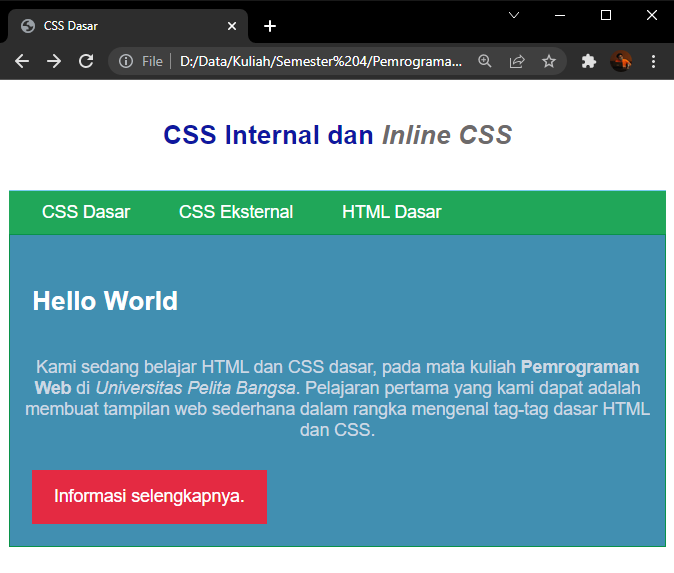 CSS Dasar
File
D:/Data/Kuliah/Semester%204/Pemrograma...
CSS Internal dan Inline CSS
CSS Dasar CSS Eksternal HTML Dasar
Hello World
Kami sedang belajar HTML dan CSS dasar, pada mata kuliah Pemrograman
Web di Universitas Pelita Bangsa. Pelajaran pertama yang kami dapat adalah
membuat tampilan web sederhana dalam rangka mengenal tag-tag dasar HTML
dan CSS.
Informasi selengkapnya.